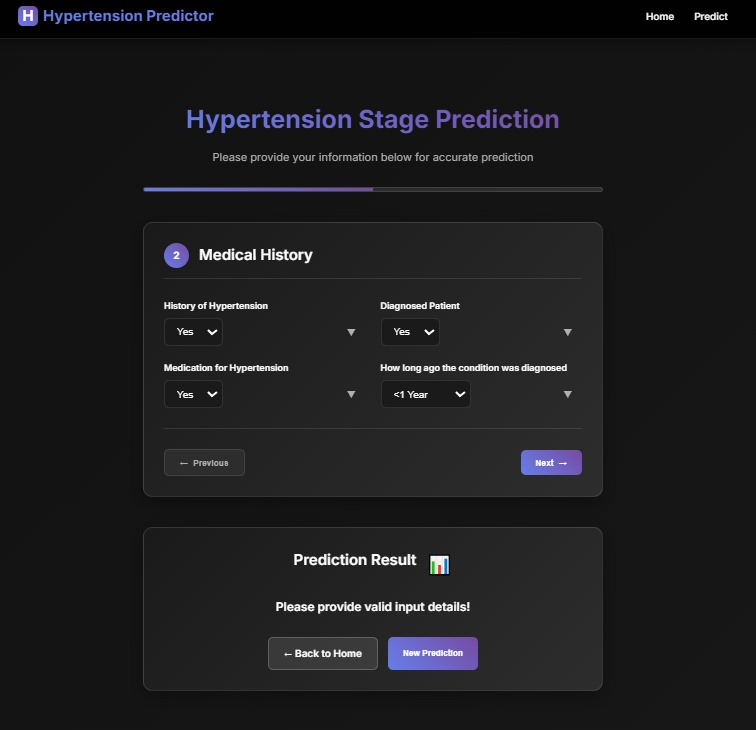 H Hypertension Predictor
Home Predict
Hypertension Stage Prediction
Please provide your information below for accurate prediction
2 Medical History
History of Hypertension
Yes
Diagnosed Patient
Yes
Medication for Hypertension
Yes
How long ago the condition was diagnosed
<1 Year
← Previous
Next →
Prediction Result
Please provide valid input details!
← Back to Home
New Prediction